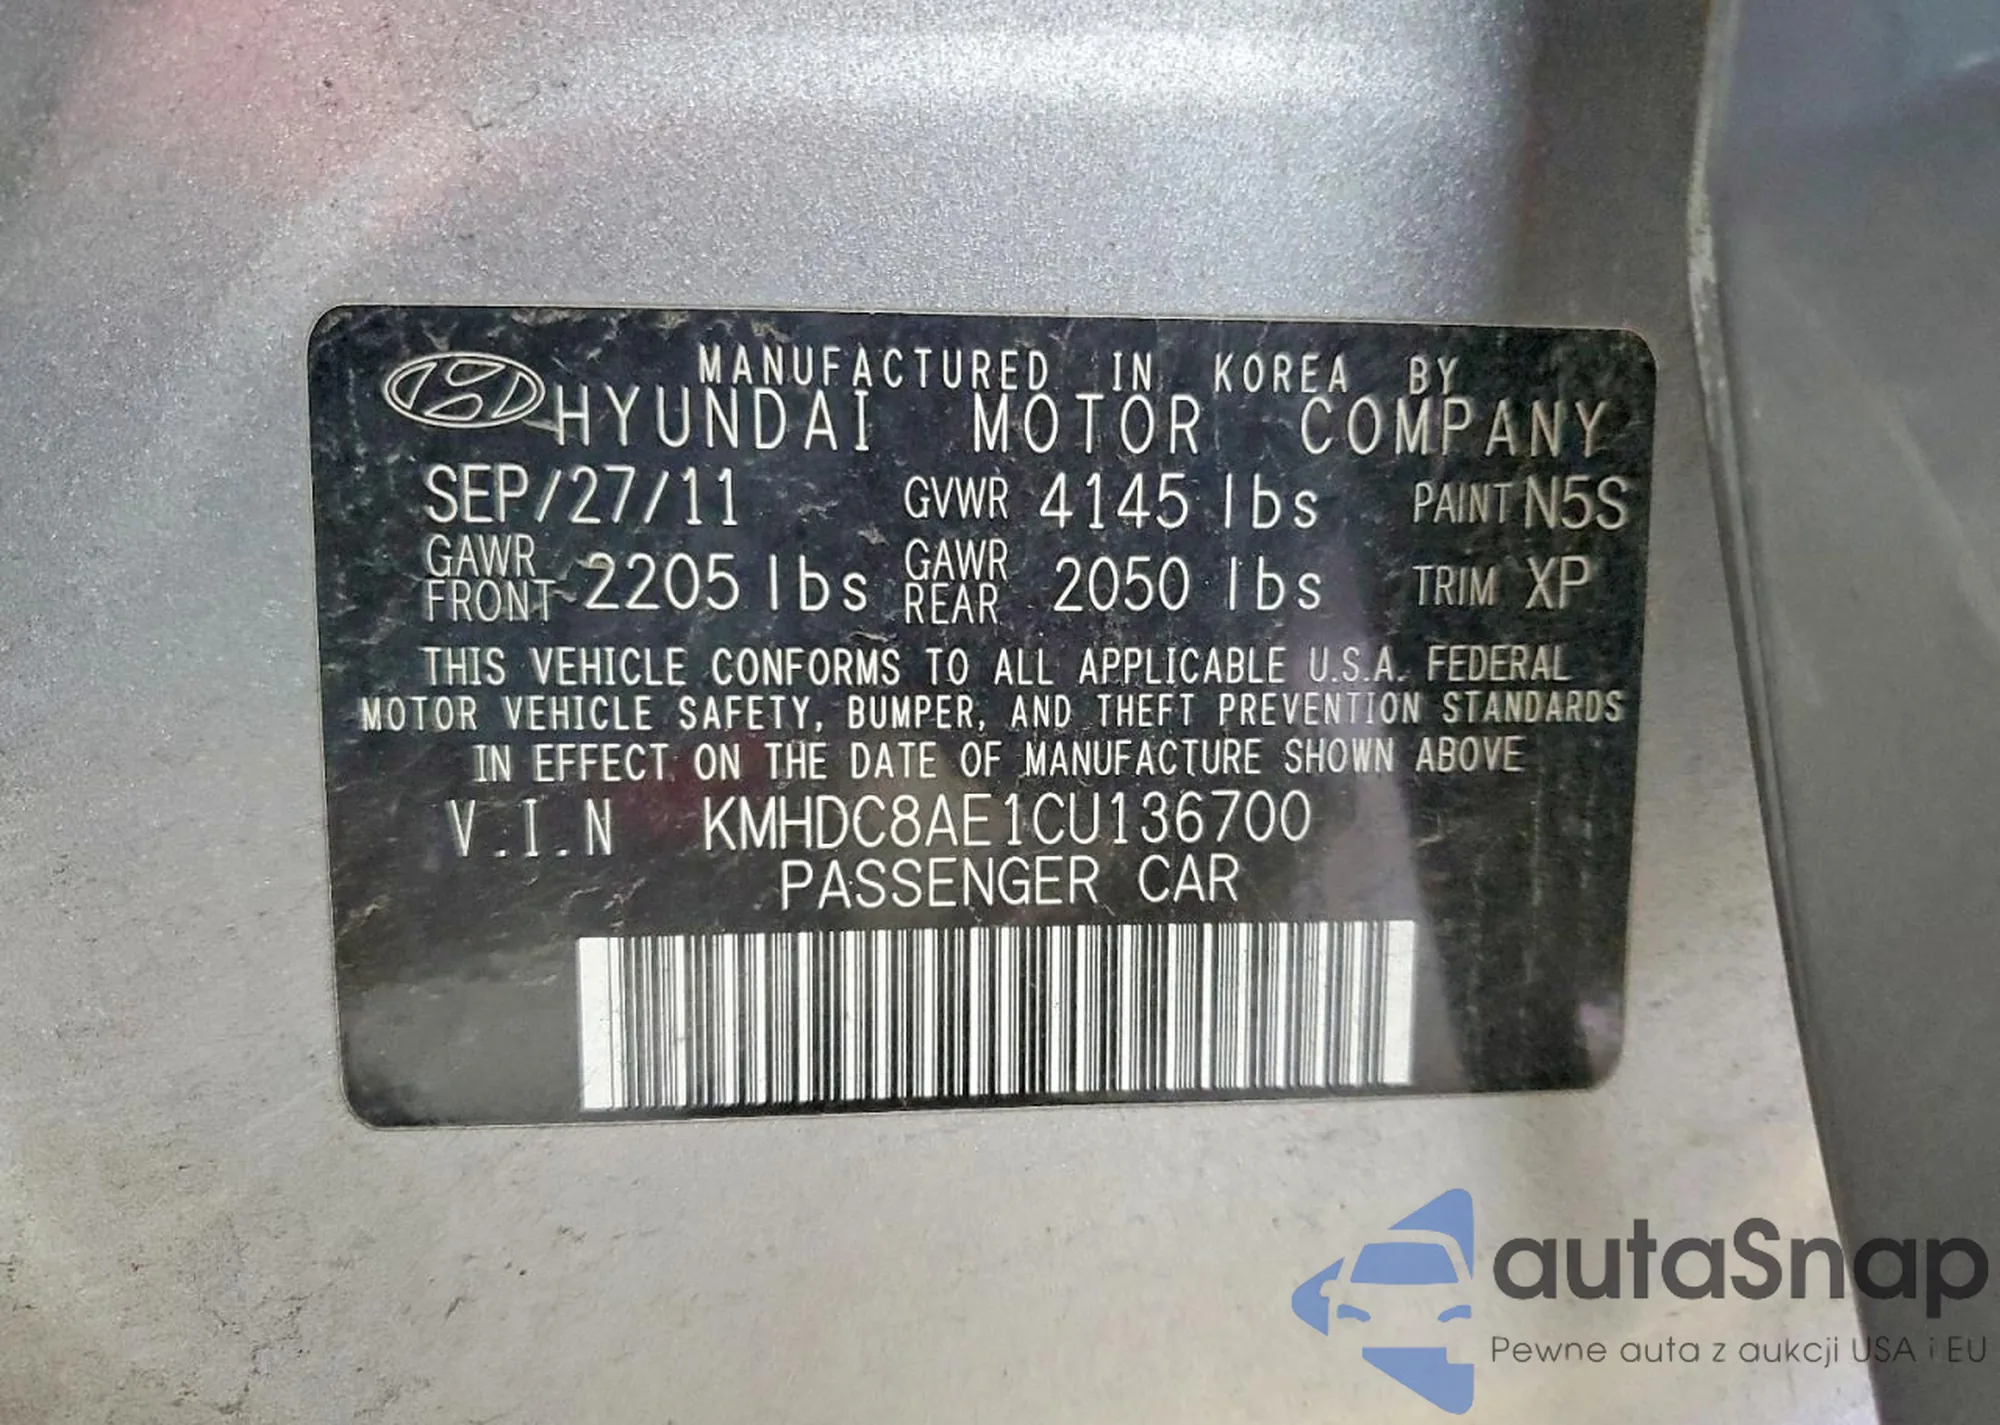 MANUFACTURED IN KOREA BY
HYUNDAI MOTOR COMPANY
SEP/27/11 GVWR 4145 lbs PAINT N5S
GAWR FRONT 2205 lbs GAWR REAR 2050 lbs TRIM XP
THIS VEHICLE CONFORMS TO ALL APPLICABLE U.S.A. FEDERAL
MOTOR VEHICLE SAFETY, BUMPER, AND THEFT PREVENTION STANDARDS
IN EFFECT ON THE DATE OF MANUFACTURE SHOWN ABOVE
V.I.N KMHDC8AE1CU136700
PASSENGER CAR
autaSnap
Pewne auta z aukcji USA i EU